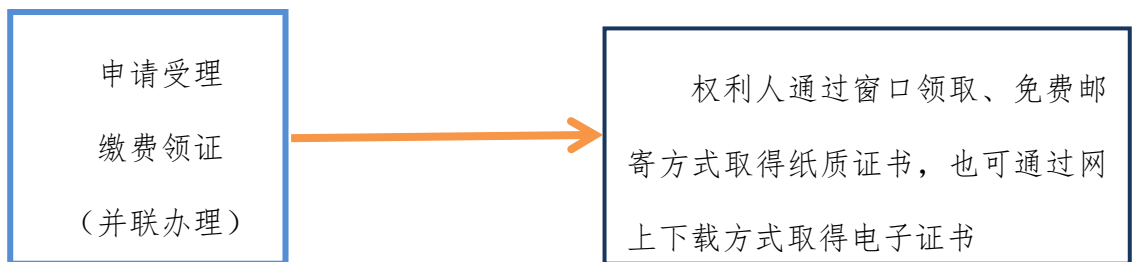 申请受理
缴费领证
（并联办理）
权利人通过窗口领取、免费邮
寄方式取得纸质证书，也可通过网
上下载方式取得电子证书